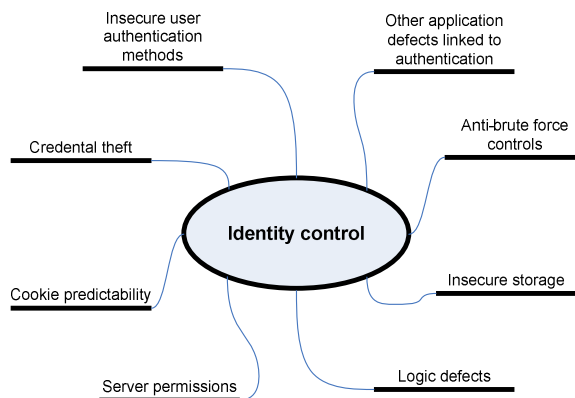 Insecure user
authentication
methods
Other application
defects linked to
authentication
Anti-brute force
controls
Credental theft
Identity control
Cookie predictability
Insecure storage
Server permissions
Logic defects